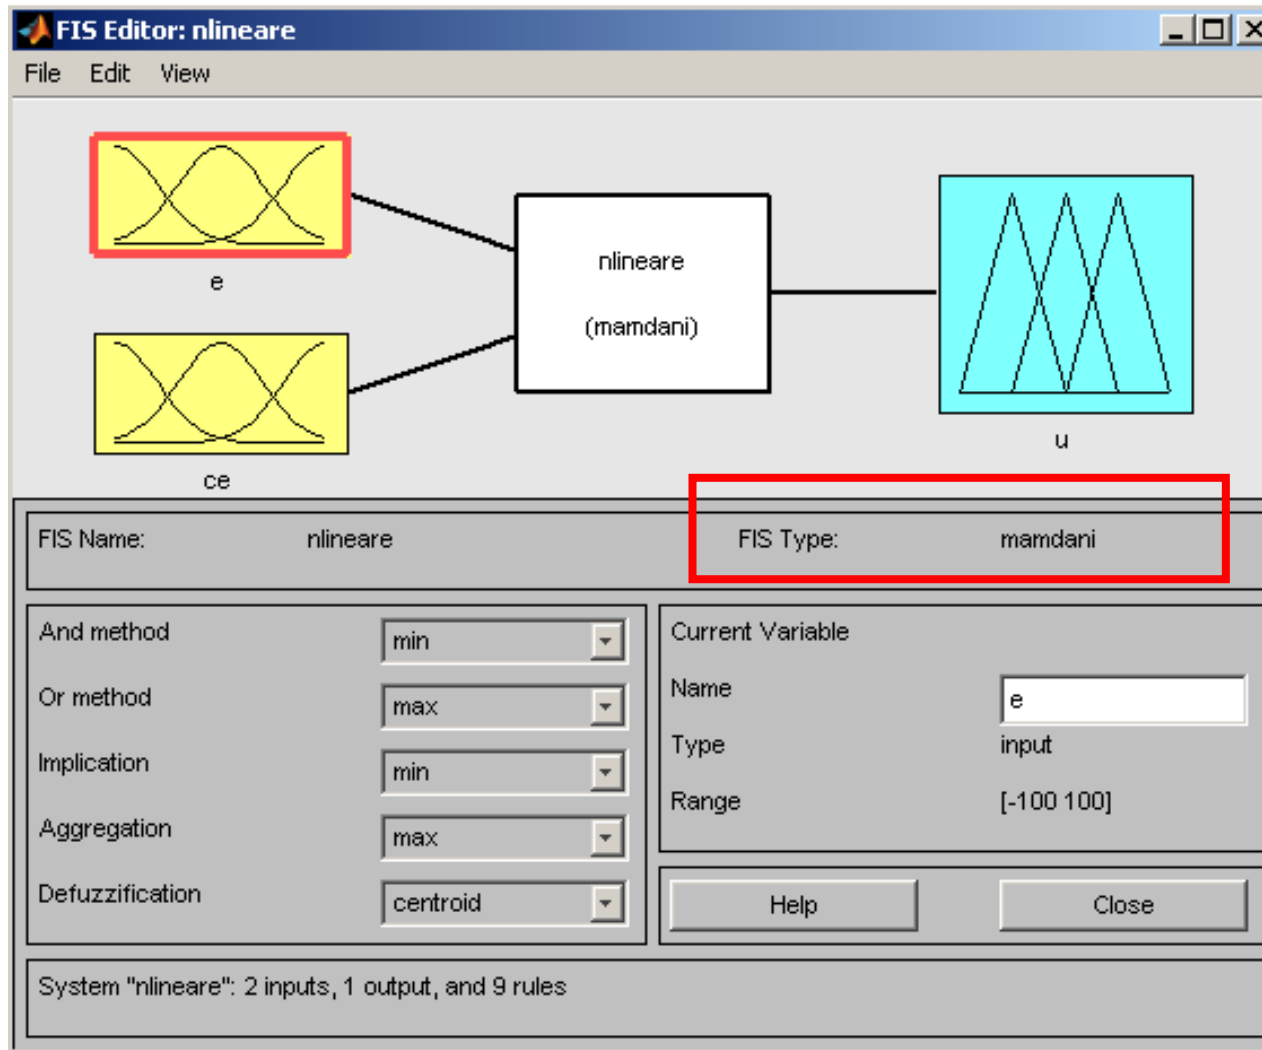 FIS Editor: nlineare
File Edit View
e
nlineare
(mamdani)
ce
u
FIS Name: nlineare FIS Type: mamdani
And method min
Or method max
Implication min
Aggregation max
Defuzzification centroid
Current Variable
Name e
Type input
Range [-100 100]
Help Close
System "nlineare": 2 inputs, 1 output, and 9 rules